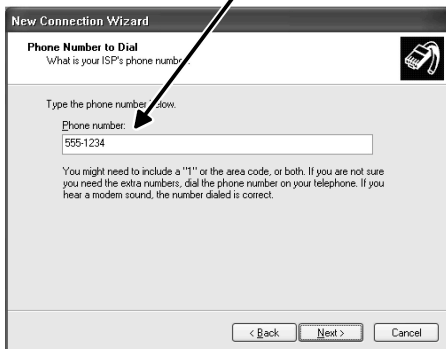 New Connection Wizard
Phone Number to Dial
What is your ISP's phone number
Type the phone number
Phone number:
555-1234
You might need to include a "1" or the area code, or both. If you are not sure
you need the extra numbers, dial the phone number on your telephone. If you
hear a modem sound, the number dialed is correct.
< Back
Next >
Cancel